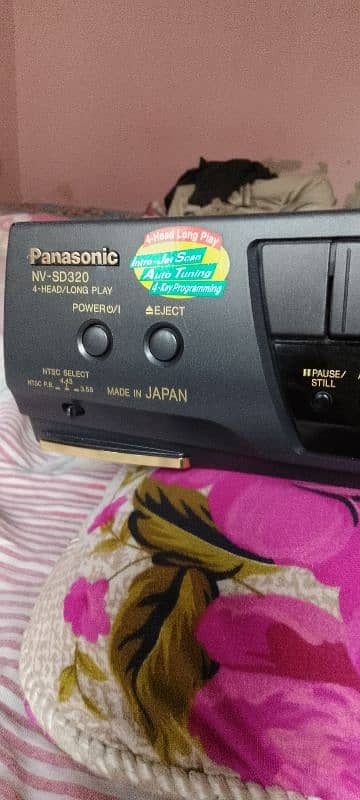 Panasonic
NV-SD320
4-HEAD/LONG PLAY
4-Head Long Play
Intro-Jet Scan
Auto Tuning
4-Key Programming
POWER ⏻/I
⏏EJECT
NTSC SELECT
4.43
NTSC P.B. 3.58
MADE IN JAPAN
⏸PAUSE/
STILL